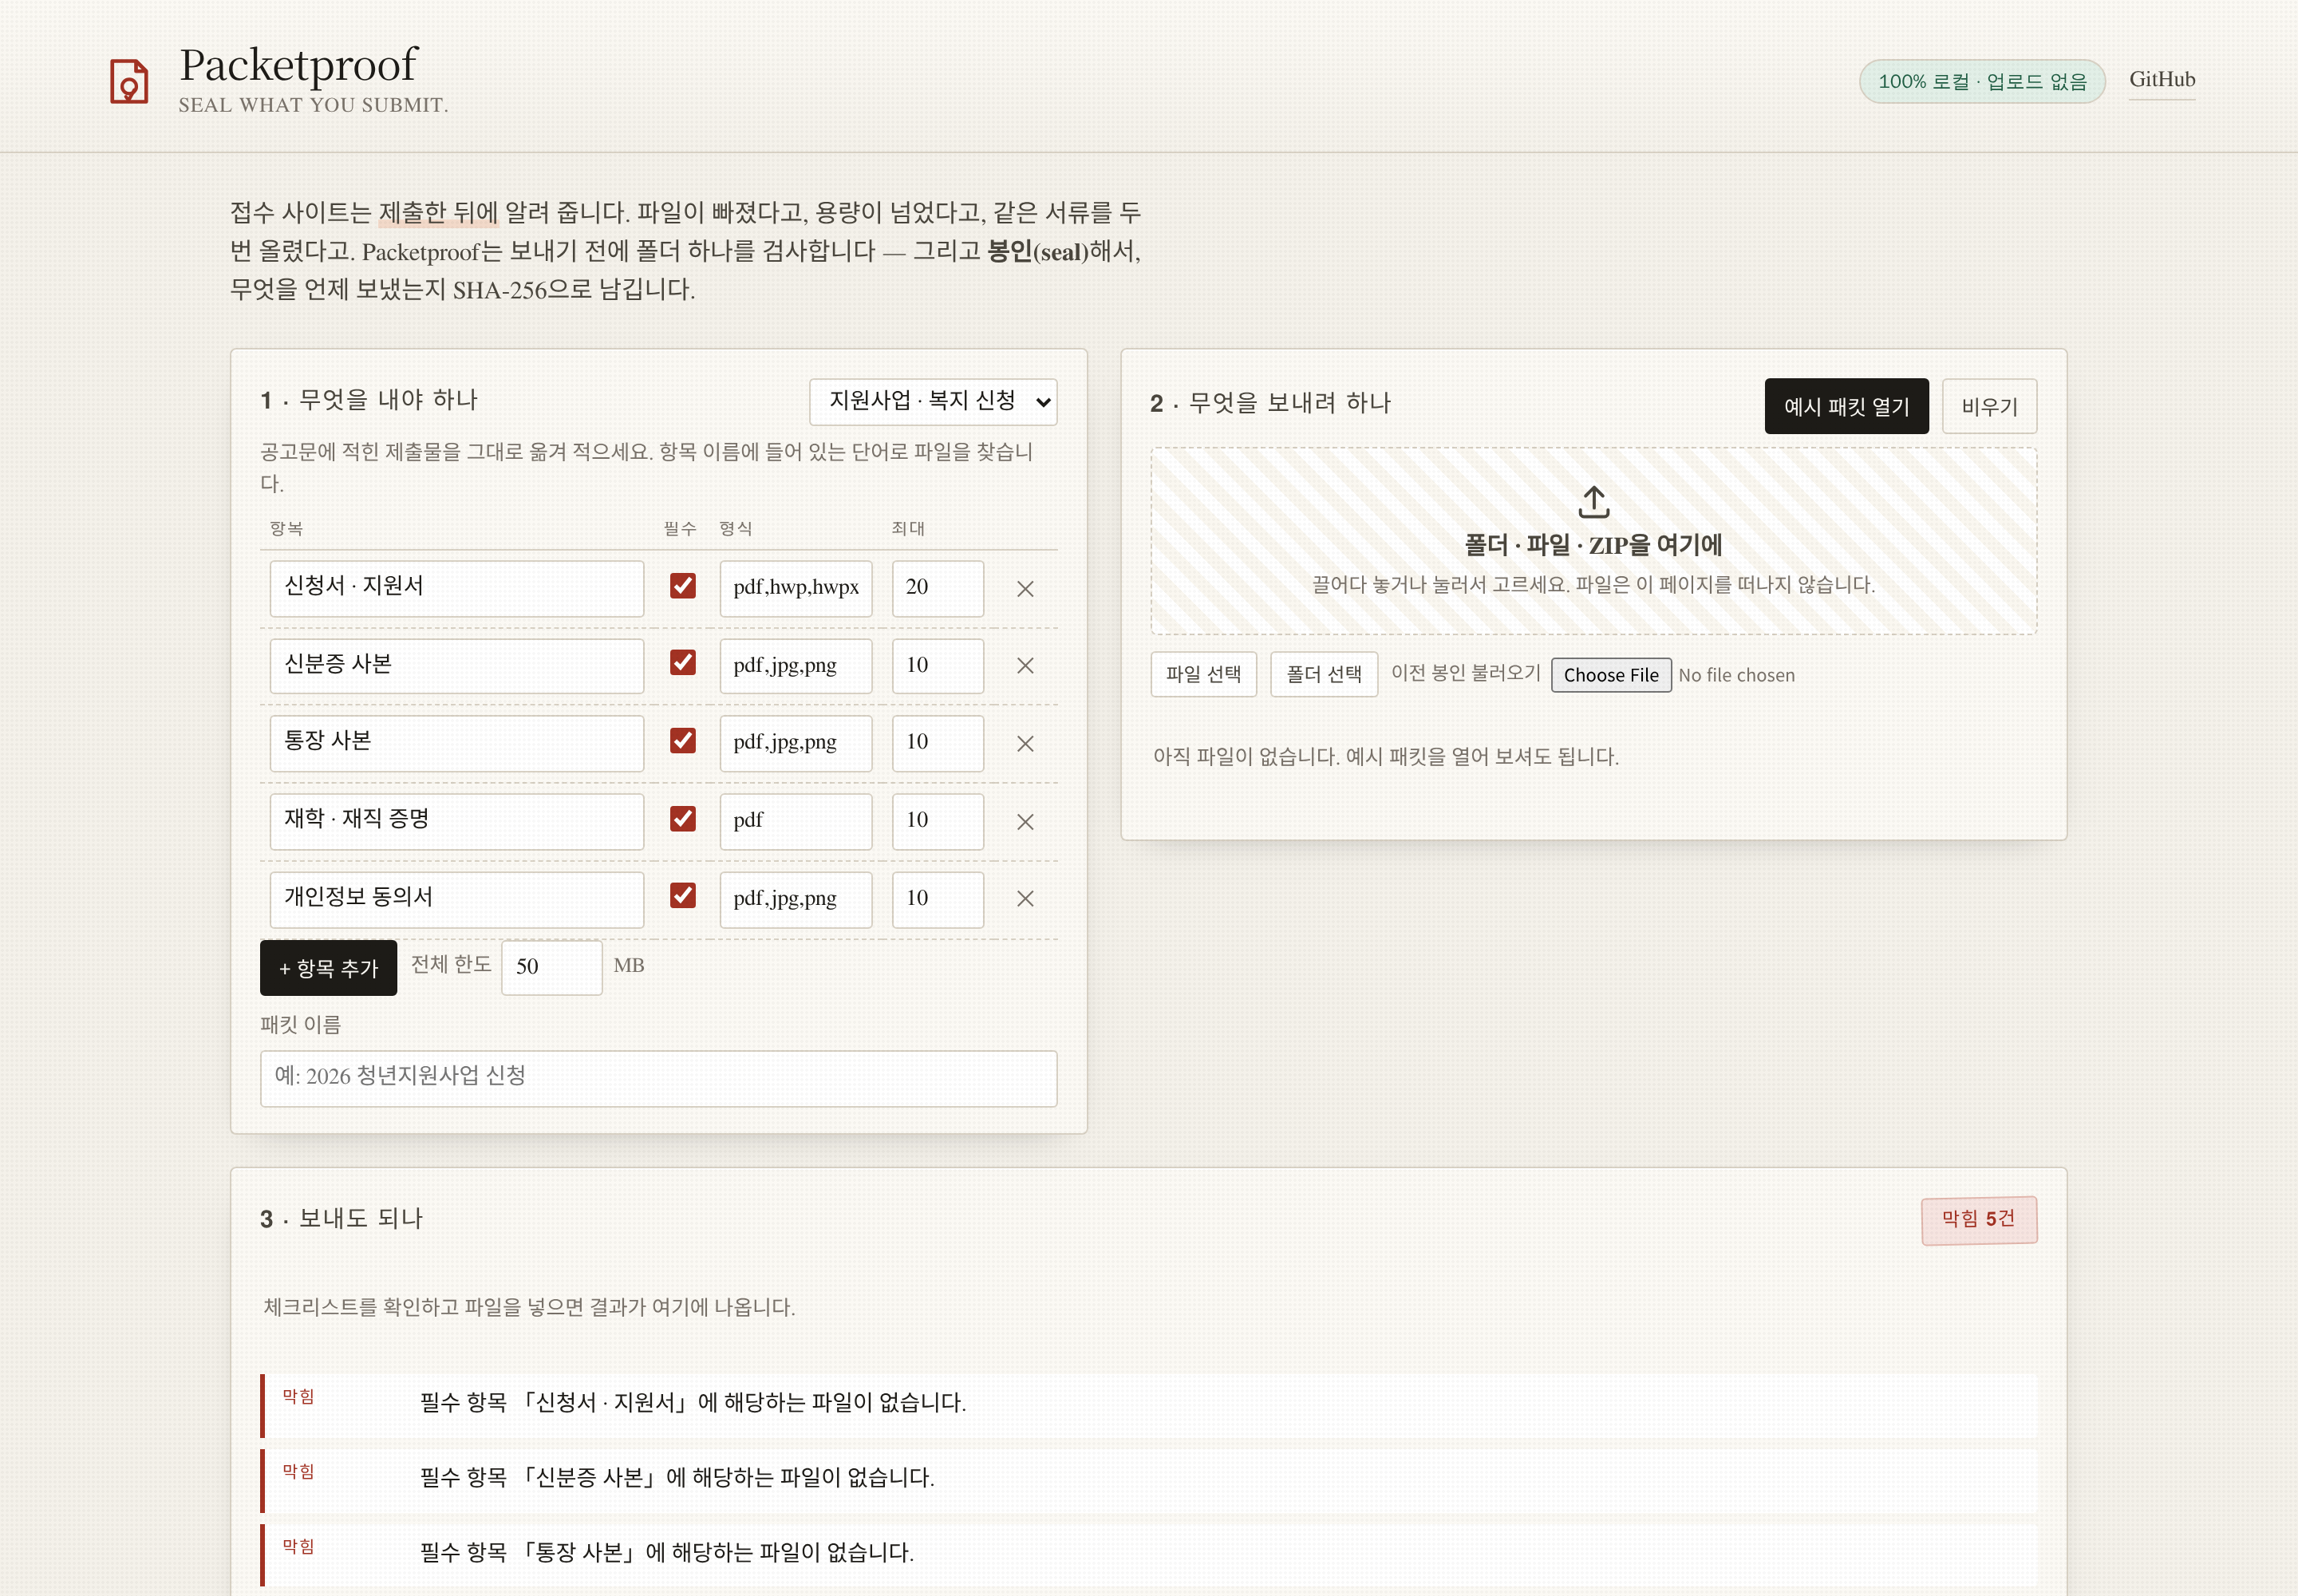 Packetproof
SEAL WHAT YOU SUBMIT.
100% 로컬 · 업로드 없음
GitHub
접수 사이트는 제출한 뒤에 알려 줍니다. 파일이 빠졌다고, 용량이 넘었다고, 같은 서류를 두
번 올렸다고. Packetproof는 보내기 전에 폴더 하나를 검사합니다 — 그리고 봉인(seal)해서,
무엇을 언제 보냈는지 SHA-256으로 남깁니다.
1 · 무엇을 내야 하나
지원사업 · 복지 신청
공고문에 적힌 제출물을 그대로 옮겨 적으세요. 항목 이름에 들어 있는 단어로 파일을 찾습니
다.
항목 필수 형식 최대
신청서 · 지원서 pdf,hwp,hwpx 20
신분증 사본 pdf,jpg,png 10
통장 사본 pdf,jpg,png 10
재학 · 재직 증명 pdf 10
개인정보 동의서 pdf,jpg,png 10
+ 항목 추가 전체 한도 50 MB
패킷 이름
예: 2026 청년지원사업 신청
2 · 무엇을 보내려 하나
예시 패킷 열기
비우기
폴더 · 파일 · ZIP을 여기에
끌어다 놓거나 눌러서 고르세요. 파일은 이 페이지를 떠나지 않습니다.
파일 선택 폴더 선택 이전 봉인 불러오기 Choose File No file chosen
아직 파일이 없습니다. 예시 패킷을 열어 보셔도 됩니다.
3 · 보내도 되나
막힘 5건
체크리스트를 확인하고 파일을 넣으면 결과가 여기에 나옵니다.
막힘 필수 항목 「신청서 · 지원서」에 해당하는 파일이 없습니다.
막힘 필수 항목 「신분증 사본」에 해당하는 파일이 없습니다.
막힘 필수 항목 「통장 사본」에 해당하는 파일이 없습니다.